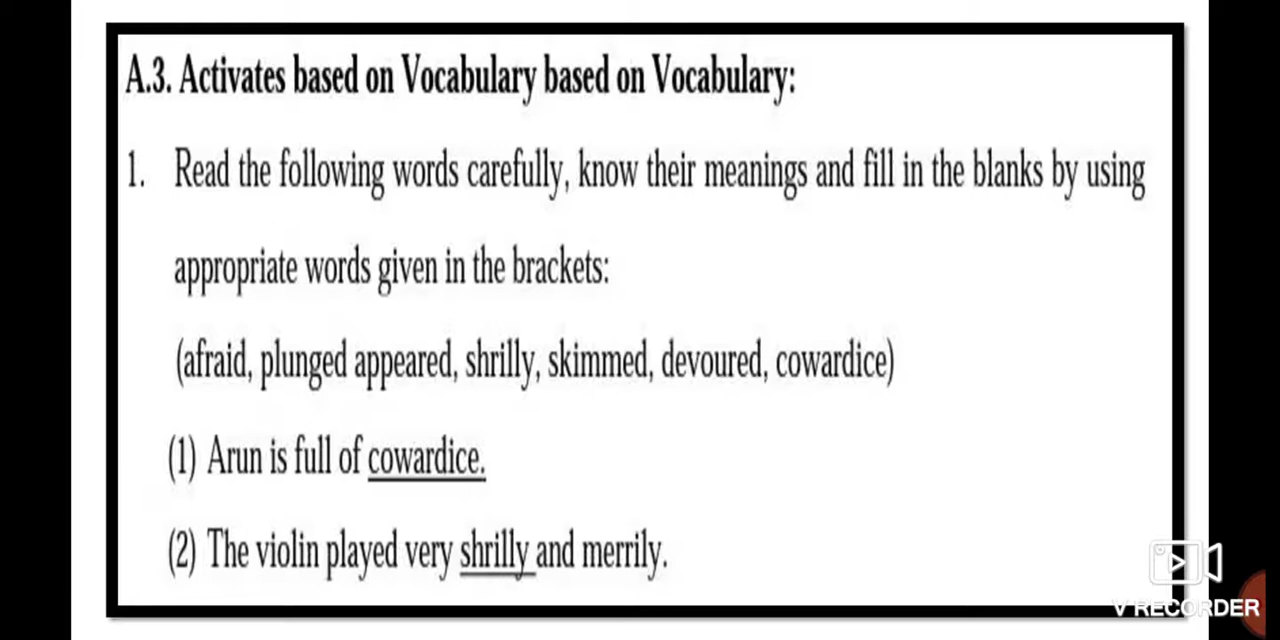 A.3. Activates based on Vocabulary based on Vocabulary:
1. Read the following words carefully, know their meanings and fill in the blanks by using
appropriate words given in the brackets:
(afraid, plunged appeared, shrilly, skimmed, devoured, cowardice)
(1) Arun is full of cowardice.
(2) The violin played very shrilly and merrily.
V RECORDER